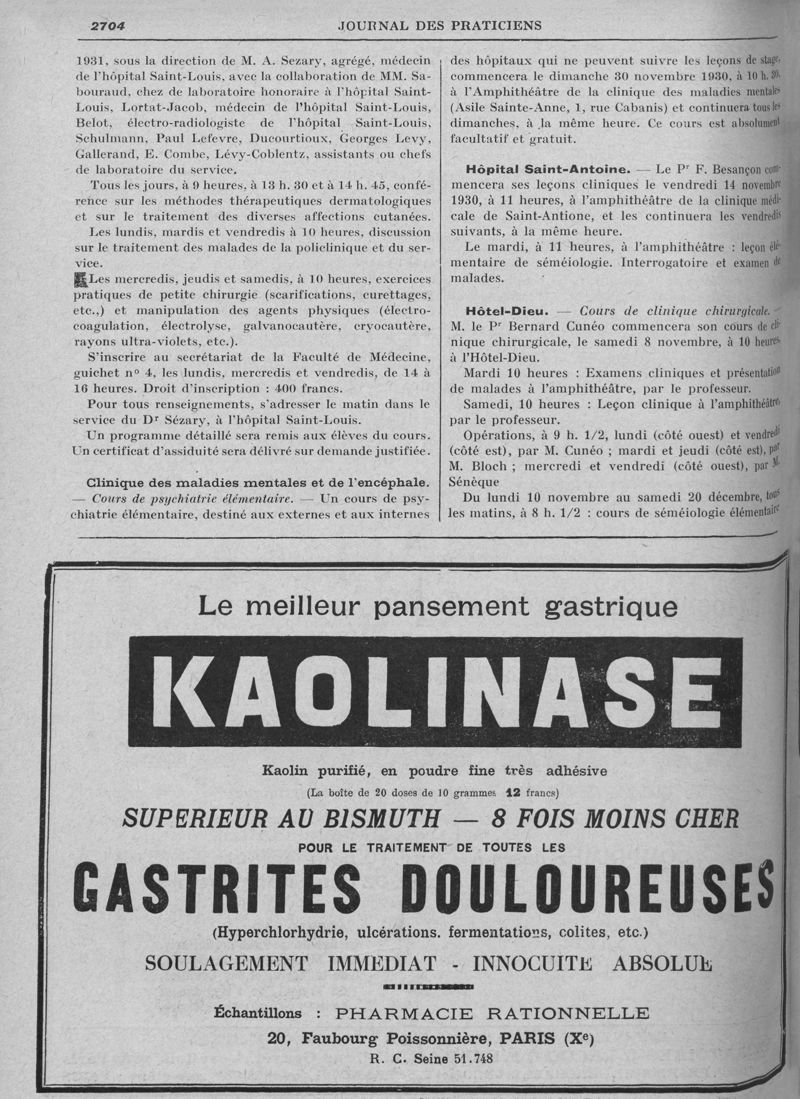 2704
JOURNAL DES PRATICIENS
1931, sous la direction de M. A. Sezary, agrégé, médecin
de l'hôpital Saint-Louis, avec la collaboration de MM. Sa-
bouraud, chez de laboratoire honoraire à l'hôpital Saint-
Louis, Lortat-Jacob, médecin de l'hôpital Saint-Louis,
Belot, électro-radiologiste de l'hôpital Saint-Louis,
Schulmann, Paul Lefevre, Ducourtioux, Georges Levy,
Gallerand, E. Combe, Lévy-Coblentz, assistants ou chefs
de laboratoire du service.
Tous les jours, à 9 heures, à 13 h. 30 et à 14 h. 45, confé-
rence sur les méthodes thérapeutiques dermatologiques
et sur le traitement des diverses affections cutanées.
Les lundis, mardis et vendredis à 10 heures, discussion
sur le traitement des malades de la policlinique et du ser-
vice.
Les mercredis, jeudis et samedis, à 10 heures, exercices
pratiques de petite chirurgie (scarifications, curettages,
etc.,) et manipulation des agents physiques (électro-
coagulation, électrolyse, galvanocautère, cryocautère,
rayons ultra-violets, etc.).
S'inscrire au secrétariat de la Faculté de Médecine,
guichet nº 4, les lundis, mercredis et vendredis, de 14 à
16 heures. Droit d'inscription : 400 francs.
Pour tous renseignements, s'adresser le matin dans le
service du Dr Sézary, à l'hôpital Saint-Louis.
Un programme détaillé sera remis aux élèves du cours.
Un certificat d'assiduité sera délivré sur demande justifiée.
Clinique des maladies mentales et de l'encéphale.
— Cours de psychiatrie élémentaire. — Un cours de psy-
chiatrie élémentaire, destiné aux externes et aux internes
des hôpitaux qui ne peuvent suivre les leçons de stage,
commencera le dimanche 30 novembre 1930, à 10 h. 30,
à l'Amphithéâtre de la clinique des maladies mentales
(Asile Sainte-Anne, 1, rue Cabanis) et continuera tous les
dimanches, à la même heure. Ce cours est absolument
facultatif et gratuit.
Hôpital Saint-Antoine. — Le Pr F. Besançon com-
mencera ses leçons cliniques le vendredi 14 novembre
1930, à 11 heures, à l'amphithéâtre de la clinique médi-
cale de Saint-Antione, et les continuera les vendredis
suivants, à la même heure.
Le mardi, à 11 heures, à l'amphithéâtre : leçon élé-
mentaire de séméiologie. Interrogatoire et examen de
malades.
Hôtel-Dieu. — Cours de clinique chirurgicale. —
M. le Pr Bernard Cunéo commencera son cours de cli-
nique chirurgicale, le samedi 8 novembre, à 10 heures,
à l'Hôtel-Dieu.
Mardi 10 heures : Examens cliniques et présentation
de malades à l'amphithéâtre, par le professeur.
Samedi, 10 heures : Leçon clinique à l'amphithéâtre,
par le professeur.
Opérations, à 9 h. 1/2, lundi (côté ouest) et vendredi
(côté est), par M. Cunéo ; mardi et jeudi (côté est), par
M. Bloch ; mercredi et vendredi (côté ouest), par M.
Sénèque
Du lundi 10 novembre au samedi 20 décembre, tous
les matins, à 8 h. 1/2 : cours de séméiologie élémentaire
Le meilleur pansement gastrique
KAOLINASE
Kaolin purifié, en poudre fine très adhésive
(La boîte de 20 doses de 10 grammes 12 francs)
SUPERIEUR AU BISMUTH — 8 FOIS MOINS CHER
POUR LE TRAITEMENT DE TOUTES LES
GASTRITES DOULOUREUSES
(Hyperchlorhydrie, ulcérations. fermentations, colites, etc.)
SOULAGEMENT IMMEDIAT - INNOCUITE ABSOLUE
Échantillons : PHARMACIE RATIONNELLE
20, Faubourg Poissonnière, PARIS (Xe)
R. C. Seine 51.748